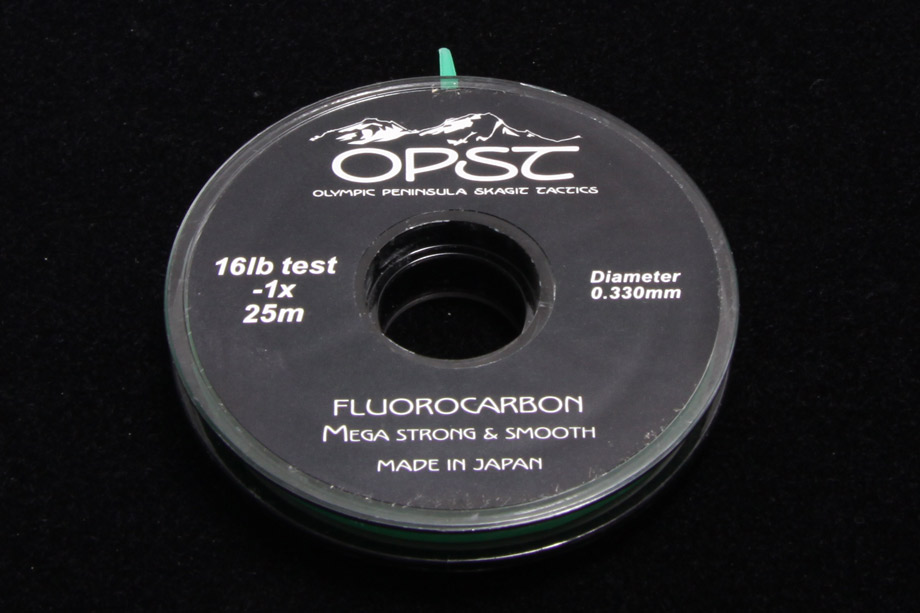 OPST
OLYMPIC PENINSULA SKAGIT TACTICS
16lb test
-1x
25m
Diameter
0.330mm
FLUOROCARBON
MEGA STRONG & SMOOTH
MADE IN JAPAN